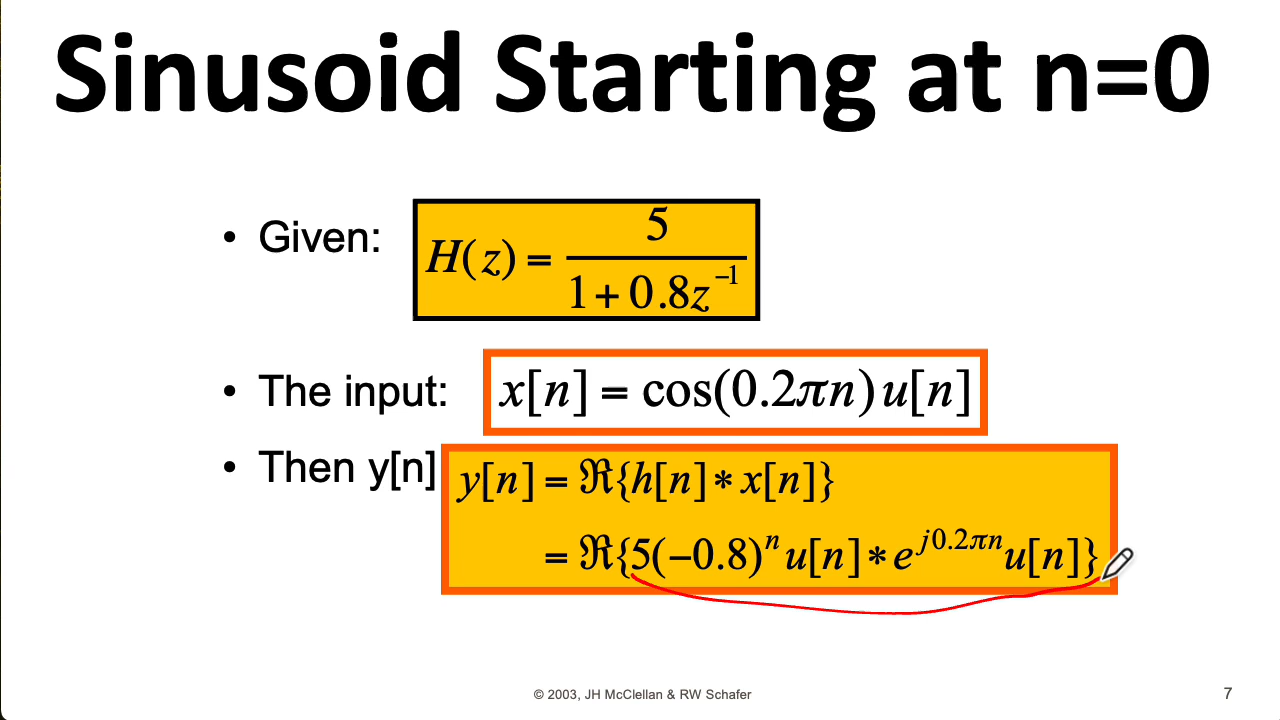 Sinusoid Starting at n=0
• Given: H(z) = 5 / (1 + 0.8z⁻¹)
• The input: x[n] = cos(0.2πn)u[n]
• Then y[n] y[n] = ℜ{h[n] ∗ x[n]}
= ℜ{5(−0.8)ⁿu[n] ∗ e^{j0.2πn}u[n]}
© 2003, JH McClellan & RW Schafer
7